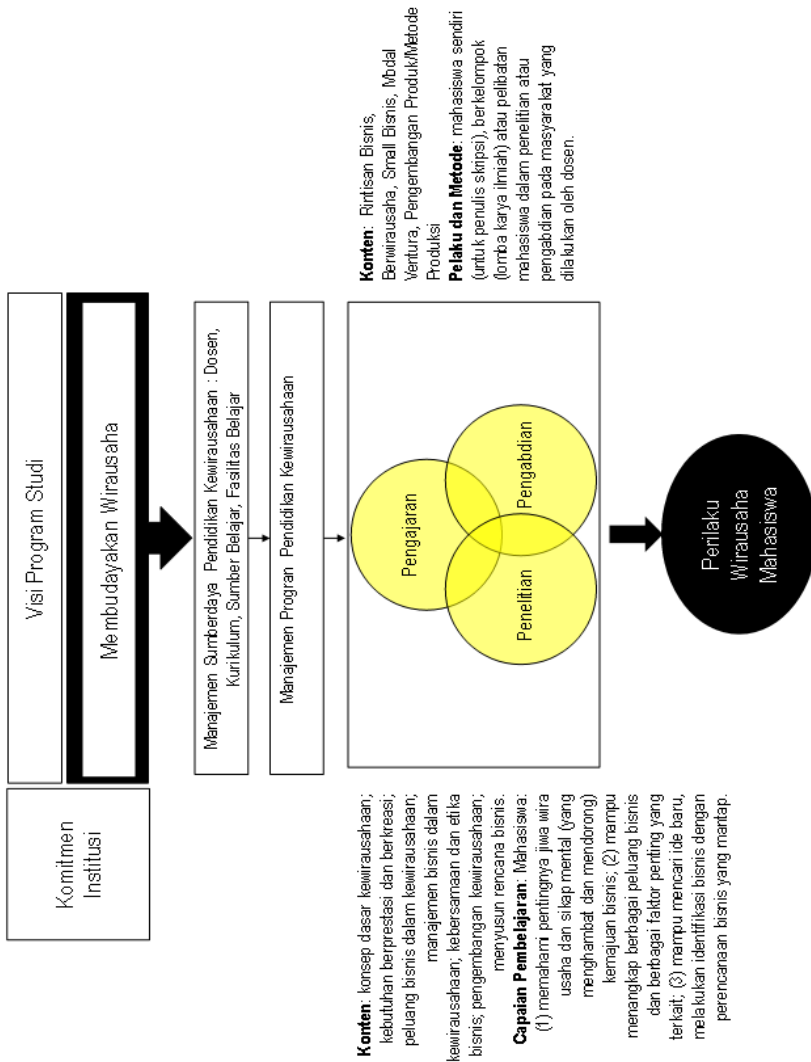 Komitmen
Institusi
Visi Program Studi
Membudayakan Wirausaha
Manajemen Sumberdaya Pendidikan Kewirausahaan : Dosen,
Kurikulum, Sumber Belajar, Fasilitas Belajar
Manajemen Program Pendidikan Kewirausahaan
Konten: konsep dasar kewirausahaan;
kebutuhan berprestasi dan berkreasi;
peluang bisnis dalam kewirausahaan;
manajemen bisnis dalam
kewirausahaan; kebersamaan dan etika
bisnis; pengembangan kewirausahaan;
menyusun rencana bisnis.
Capaian Pembelajaran: Mahasiswa:
(1) memahami pentingnya jiwa wira
usaha dan sikap mental (yang
menghambat dan mendorong)
kemajuan bisnis; (2) mampu
menangkap berbagai peluang bisnis
dan berbagai faktor penting yang
terkait; (3) mampu mencari ide baru,
melakukan identifikasi bisnis dengan
perencanaan bisnis yang mantap.
Pengajaran
Penelitian
Pengabdian
Konten: Rintisan Bisnis,
Berwirausaha, Small Bisnis, Modal
Ventura, Pengembangan Produk/Metode
Produksi
Pelaku dan Metode: mahasiswa sendiri
(untuk penulis skripsi), berkelompok
(lomba karya ilmiah) atau pelibatan
mahasiswa dalam penelitian atau
pengabdian pada masyarakat yang
dilakukan oleh dosen.
Perilaku
Wirausaha
Mahasiswa